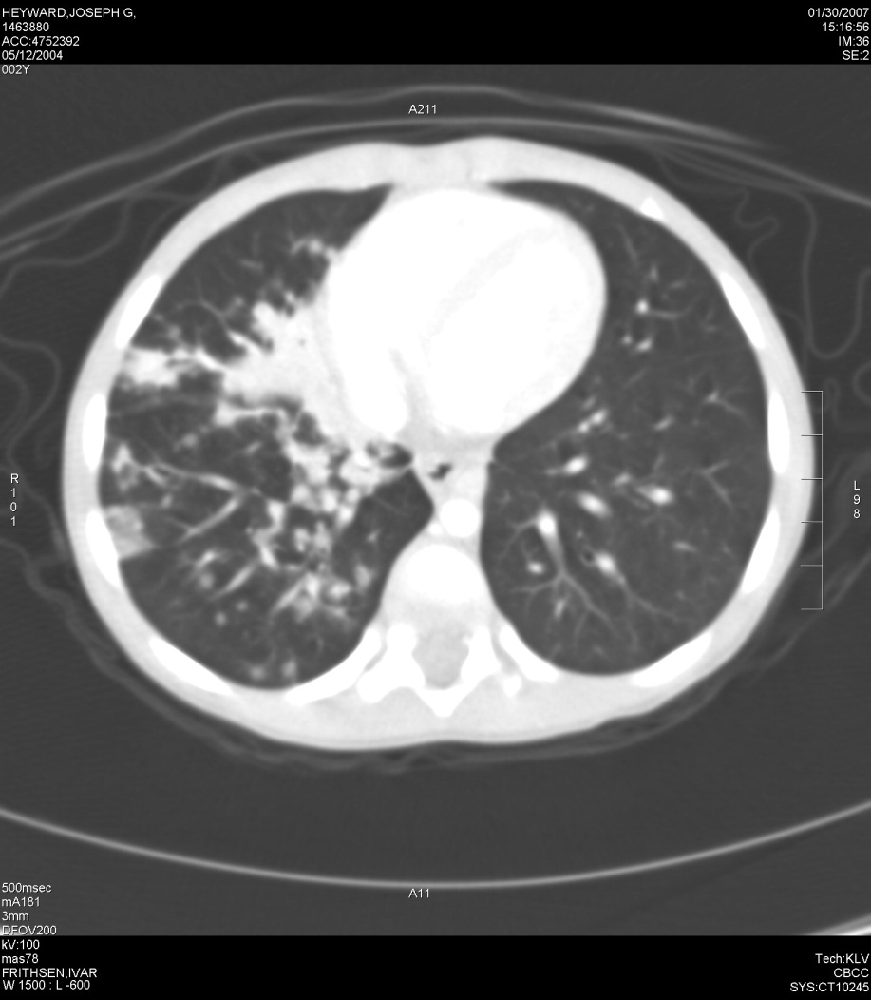 HEYWARD,JOSEPH G,
1463880
ACC:4752392
05/12/2004
002Y
01/30/2007
15:16:56
IM:36
SE:2
A211
R
1
0
1
L
9
8
A11
500msec
mA181
3mm
DFOV200
kV:100
mas78
FRITHSEN,IVAR
W 1500 : L -600
Tech:KLV
CBCC
SYS:CT10245